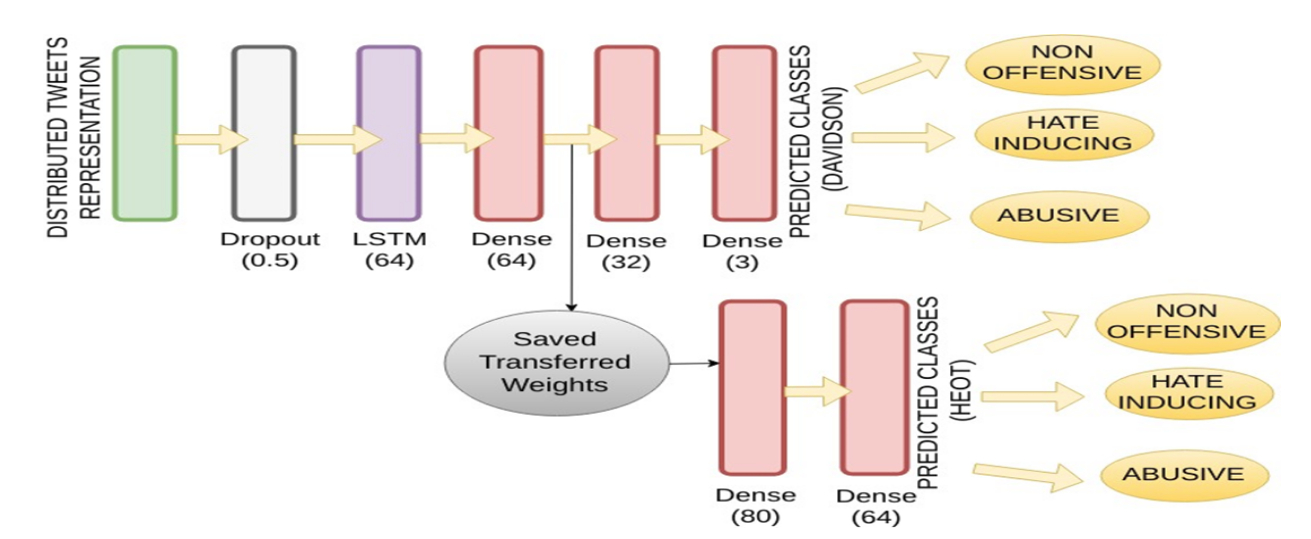 DISTRIBUTED TWEETS
REPRESENTATION
Dropout
(0.5)
LSTM
(64)
Dense
(64)
Dense
(32)
Dense
(3)
PREDICTED CLASSES
(DAVIDSON)
NON
OFFENSIVE
HATE
INDUCING
ABUSIVE
Saved
Transferred
Weights
Dense
(80)
Dense
(64)
PREDICTED CLASSES
(HEOT)
NON
OFFENSIVE
HATE
INDUCING
ABUSIVE